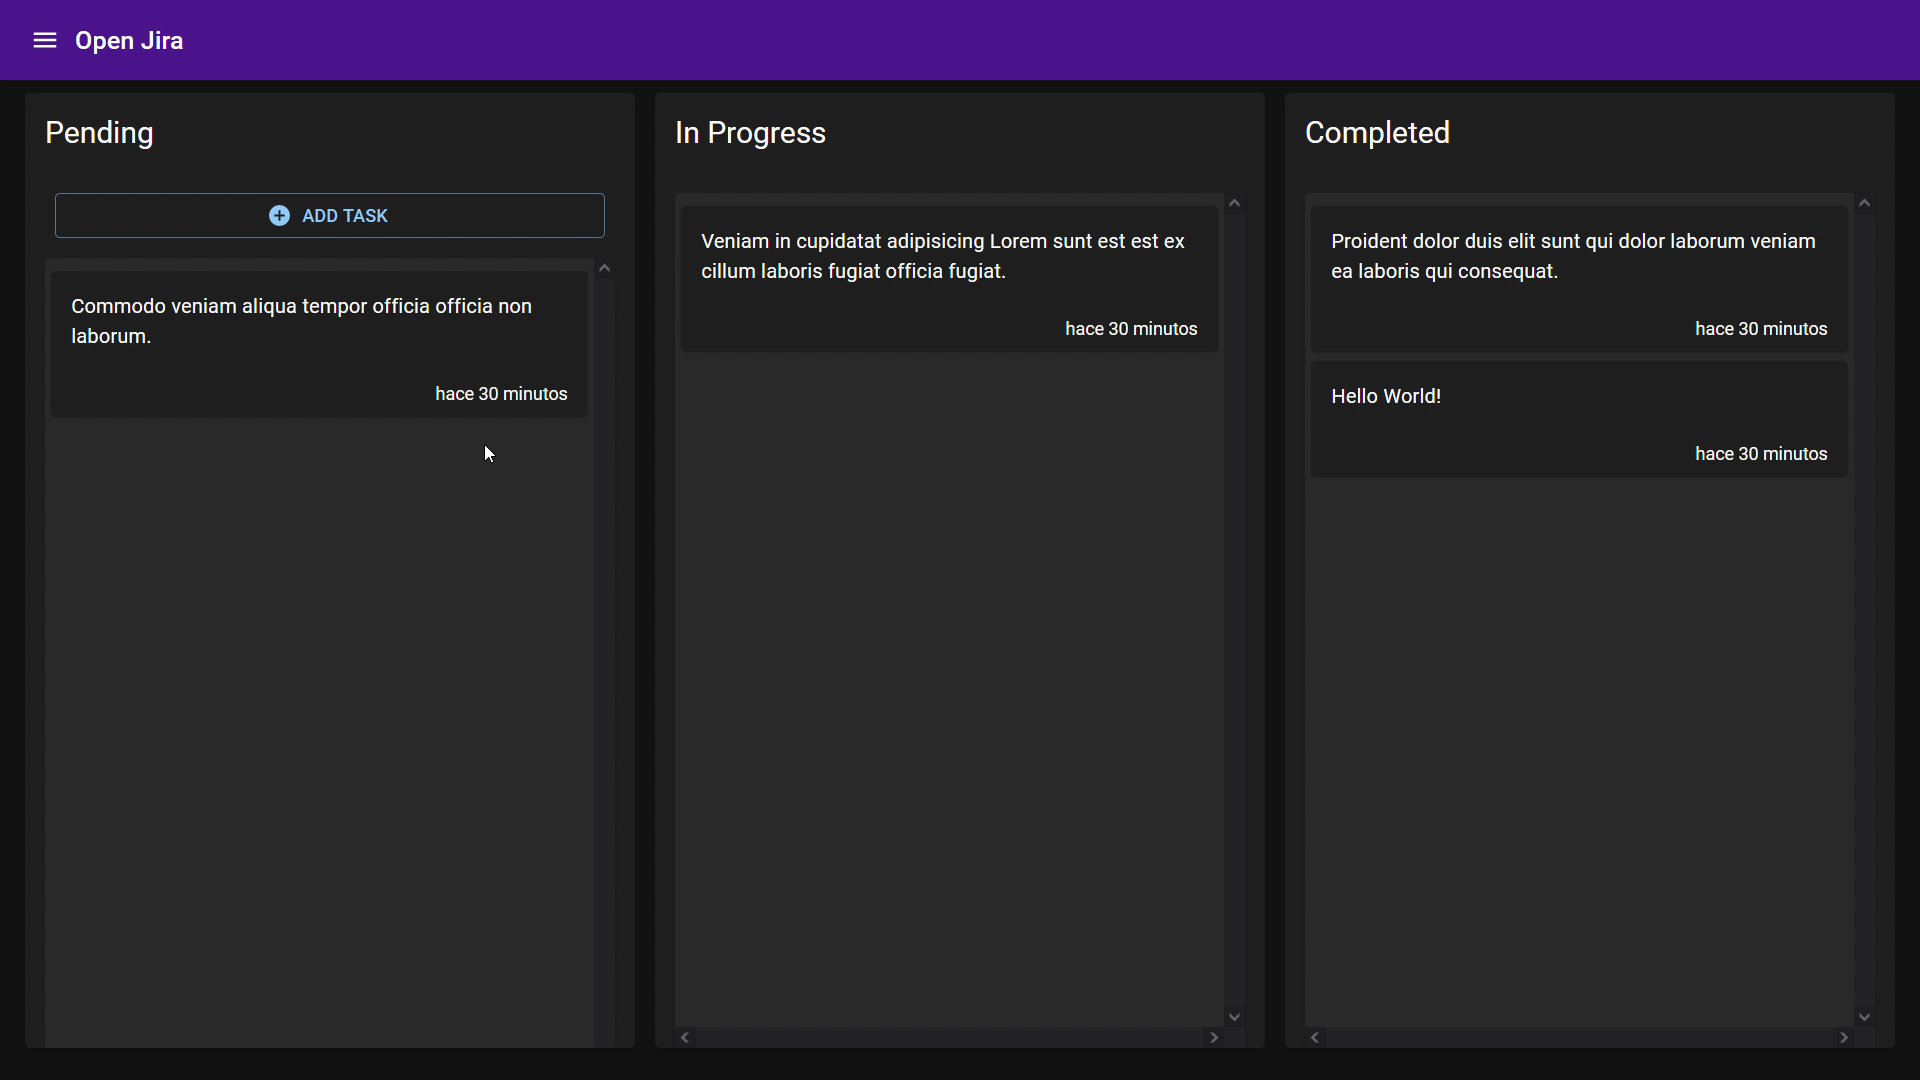 Open Jira
Pending
ADD TASK
Commodo veniam aliqua tempor officia officia non
laborum.
hace 30 minutos
In Progress
Veniam in cupidatat adipisicing Lorem sunt est est ex
cillum laboris fugiat officia fugiat.
hace 30 minutos
Completed
Proident dolor duis elit sunt qui dolor laborum veniam
ea laboris qui consequat.
hace 30 minutos
Hello World!
hace 30 minutos